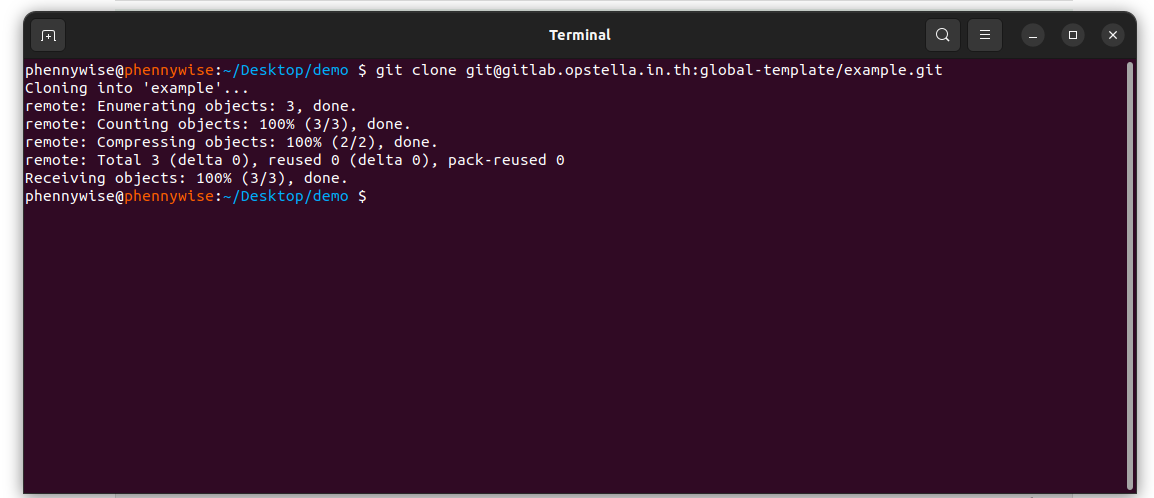 Terminal
phennywise@phennywise:~/Desktop/demo $ git clone git@gitlab.opstella.in.th:global-template/example.git
Cloning into 'example'...
remote: Enumerating objects: 3, done.
remote: Counting objects: 100% (3/3), done.
remote: Compressing objects: 100% (2/2), done.
remote: Total 3 (delta 0), reused 0 (delta 0), pack-reused 0
Receiving objects: 100% (3/3), done.
phennywise@phennywise:~/Desktop/demo $